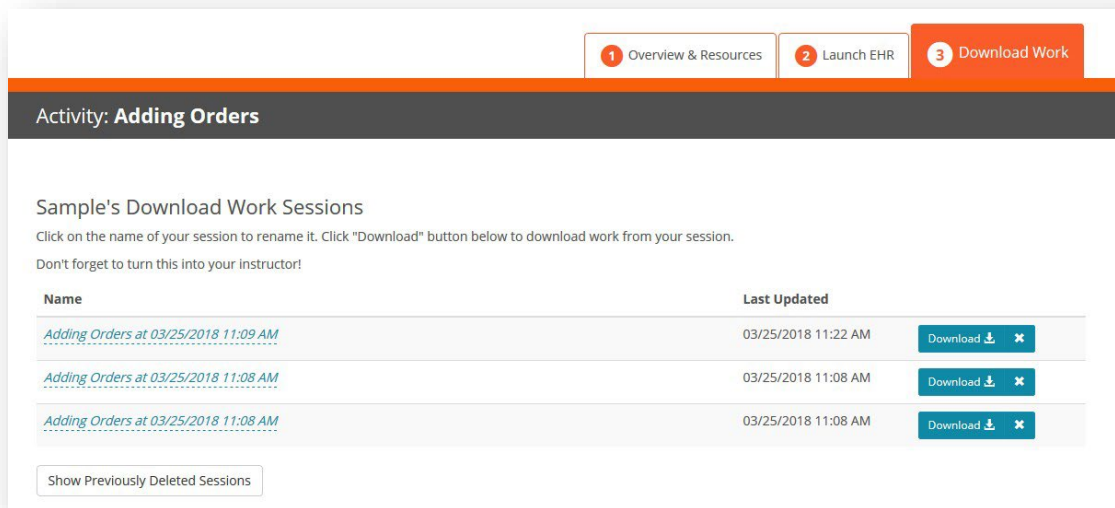 1 Overview & Resources
2 Launch EHR
3 Download Work
Activity: Adding Orders
Sample's Download Work Sessions
Click on the name of your session to rename it. Click "Download" button below to download work from your session.
Don't forget to turn this into your instructor!
Name Last Updated
Adding Orders at 03/25/2018 11:09 AM 03/25/2018 11:22 AM Download
Adding Orders at 03/25/2018 11:08 AM 03/25/2018 11:08 AM Download
Adding Orders at 03/25/2018 11:08 AM 03/25/2018 11:08 AM Download
Show Previously Deleted Sessions